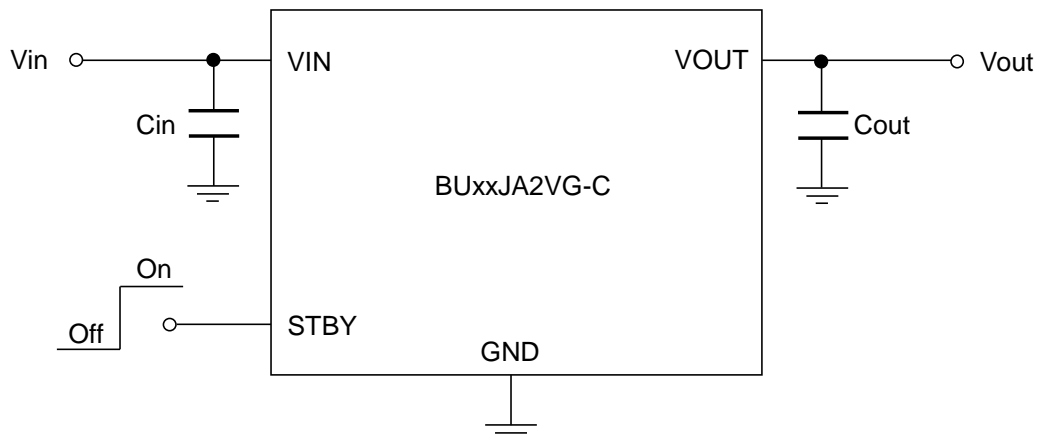 Vin
VIN
VOUT
Vout
Cin
Cout
BUxxJA2VG-C
On
Off
STBY
GND